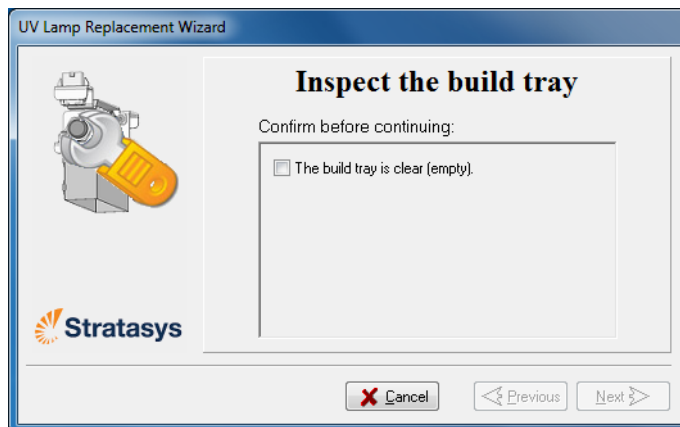 UV Lamp Replacement Wizard
Inspect the build tray
Confirm before continuing:
The build tray is clear (empty).
Stratasys
Cancel
Previous
Next